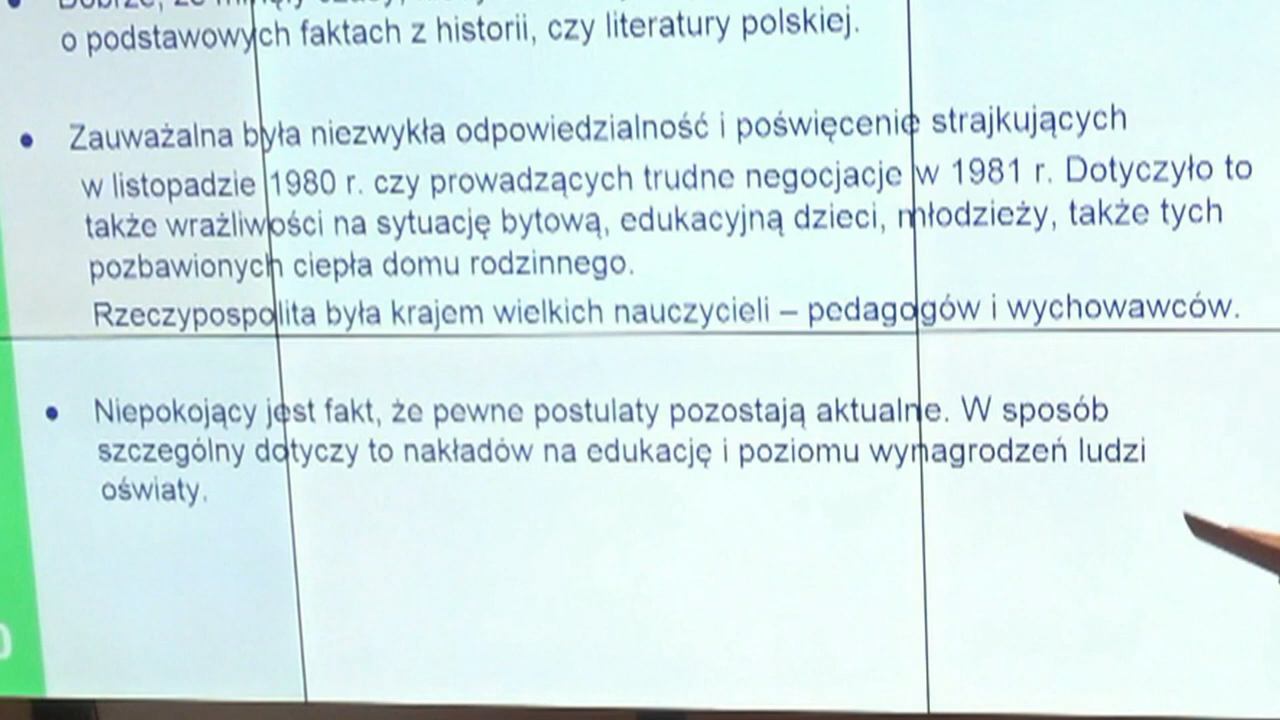 o podstawowych faktach z historii, czy literatury polskiej.
• Zauważalna była niezwykła odpowiedzialność i poświęcenie strajkujących
w listopadzie 1980 r. czy prowadzących trudne negocjacje w 1981 r. Dotyczyło to
także wrażliwości na sytuację bytową, edukacyjną dzieci, młodzieży, także tych
pozbawionych ciepła domu rodzinnego.
Rzeczypospolita była krajem wielkich nauczycieli – pedagogów i wychowawców.
• Niepokojący jest fakt, że pewne postulaty pozostają aktualne. W sposób
szczególny dotyczy to nakładów na edukację i poziomu wynagrodzeń ludzi
oświaty.